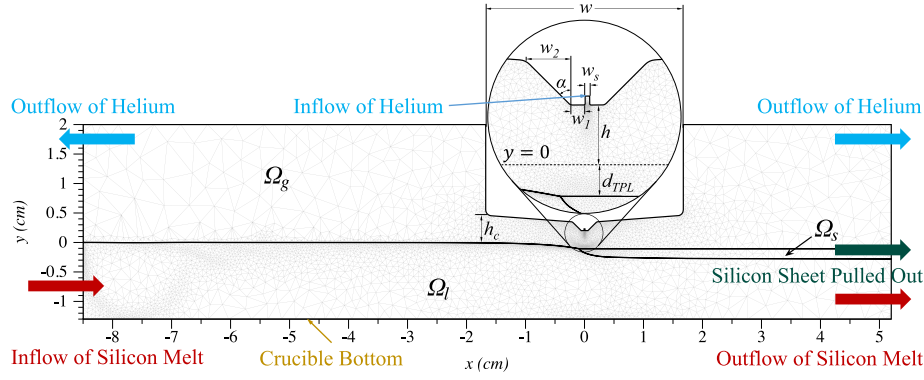 w
w2
ws
α
Outflow of Helium
Inflow of Helium
Outflow of Helium
w1
h
y = 0
dTPL
Ωg
hc
Ωs
Ωl
Silicon Sheet Pulled Out
Inflow of Silicon Melt
Crucible Bottom
Outflow of Silicon Melt
y (cm)
2
1.5
1
0.5
0
-0.5
-1
-8 -7 -6 -5 -4 -3 -2 -1 0 1 2 3 4 5
x (cm)